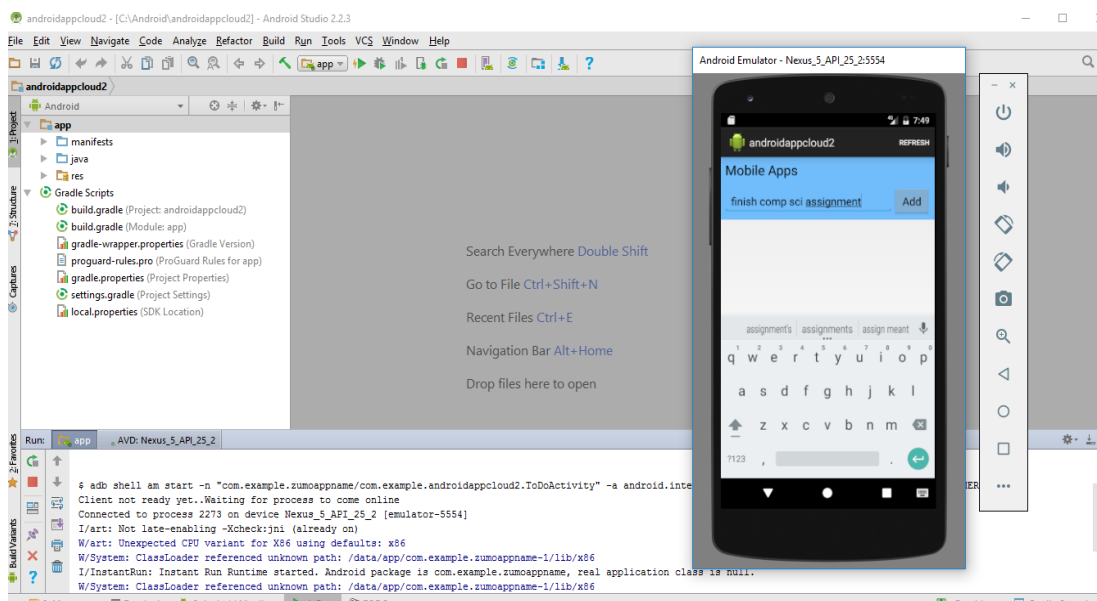 androidappcloud2 - [C:\Android\androidappcloud2] - Android Studio 2.2.3
File Edit View Navigate Code Analyze Refactor Build Run Tools VCS Window Help
app
androidappcloud2
Android
app
manifests
java
res
Gradle Scripts
build.gradle (Project: androidappcloud2)
build.gradle (Module: app)
gradle-wrapper.properties (Gradle Version)
proguard-rules.pro (ProGuard Rules for app)
gradle.properties (Project Properties)
settings.gradle (Project Settings)
local.properties (SDK Location)
1: Project
7: Structure
Captures
2: Favorites
Build Variants
Search Everywhere Double Shift
Go to File Ctrl+Shift+N
Recent Files Ctrl+E
Navigation Bar Alt+Home
Drop files here to open
Android Emulator - Nexus_5_API_25_2:5554
7:49
androidappcloud2 REFRESH
Mobile Apps
finish comp sci assignment Add
assignment's assignments assign meant
1 2 3 4 5 6 7 8 9 0
q w e r t y u i o p
a s d f g h j k l
z x c v b n m
?123 , .
Run: app AVD: Nexus_5_API_25_2
$ adb shell am start -n "com.example.zumoappname/com.example.androidappcloud2.ToDoActivity" -a android.inte
Client not ready yet..Waiting for process to come online
Connected to process 2273 on device Nexus_5_API_25_2 [emulator-5554]
I/art: Not late-enabling -Xcheck:jni (already on)
W/art: Unexpected CPU variant for X86 using defaults: x86
W/System: ClassLoader referenced unknown path: /data/app/com.example.zumoappname-1/lib/x86
I/InstantRun: Instant Run Runtime started. Android package is com.example.zumoappname, real application class is null.
W/System: ClassLoader referenced unknown path: /data/app/com.example.zumoappname-1/lib/x86